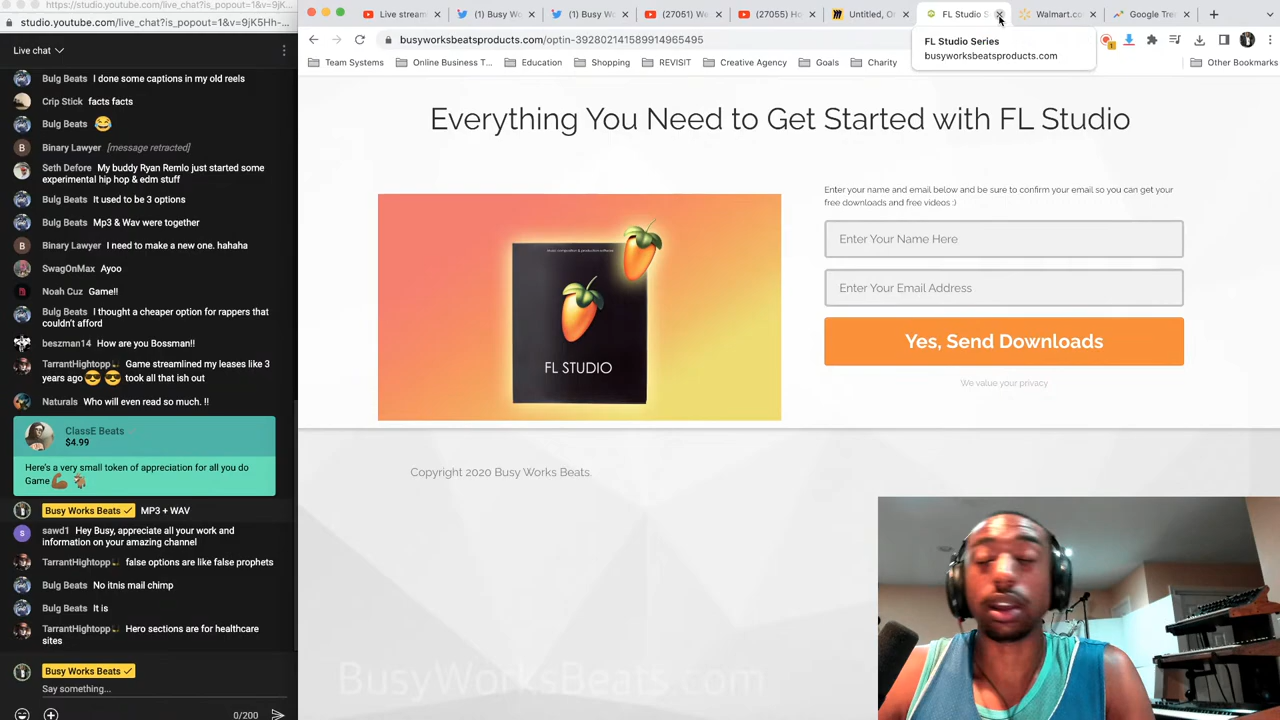 studio.youtube.com/live_chat?is_popout=1&v=9jK5Hh-
studio.youtube.com/live_chat?is_popout=1&v=9jK5Hh-···
Live chat
Bulg Beats I done some captions in my old reels
Crip Stick facts facts
Bulg Beats 😂
B Binary Lawyer [message retracted]
Seth Defore My buddy Ryan Remlo just started some
experimental hip hop & edm stuff
Bulg Beats It used to be 3 options
Bulg Beats Mp3 & Wav were together
B Binary Lawyer I need to make a new one. hahaha
SwagOnMax Ayoo
Noah Cuz Game!!
Bulg Beats I thought a cheaper option for rappers that
couldn't afford
beszman14 How are you Bossman!!
TarrantHightopp Game streamlined my leases like 3
years ago 😎 😎 took all that ish out
Naturals Who will even read so much. !!
ClassE Beats
$4.99
Here's a very small token of appreciation for all you do
Game💪🏾 🐐
Busy Works Beats ✓ MP3 + WAV
S sawd1 Hey Busy, appreciate all your work and
information on your amazing channel
TarrantHightopp false options are like false prophets
Bulg Beats No itnis mail chimp
Bulg Beats It is
TarrantHightopp Hero sections are for healthcare
sites
Busy Works Beats ✓
Say something...
0/200
Live stream
(1) Busy W
(1) Busy W
(27051) W
(27055) Ho
Untitled, O
FL Studio S
Walmart.co
Google Tre
busyworksbeatsproducts.com/optin-3928021415899149​65495
FL Studio Series
busyworksbeatsproducts.com
1
Team Systems
Online Business T...
Education
Shopping
REVISIT
Creative Agency
Goals
Charity
Other Bookmarks
Everything You Need to Get Started with FL Studio
Enter your name and email below and be sure to confirm your email so you can get your
free downloads and free videos :)
Enter Your Name Here
Enter Your Email Address
Yes, Send Downloads
We value your privacy
FL STUDIO
Copyright 2020 Busy Works Beats.
BusyWorksBeats.com